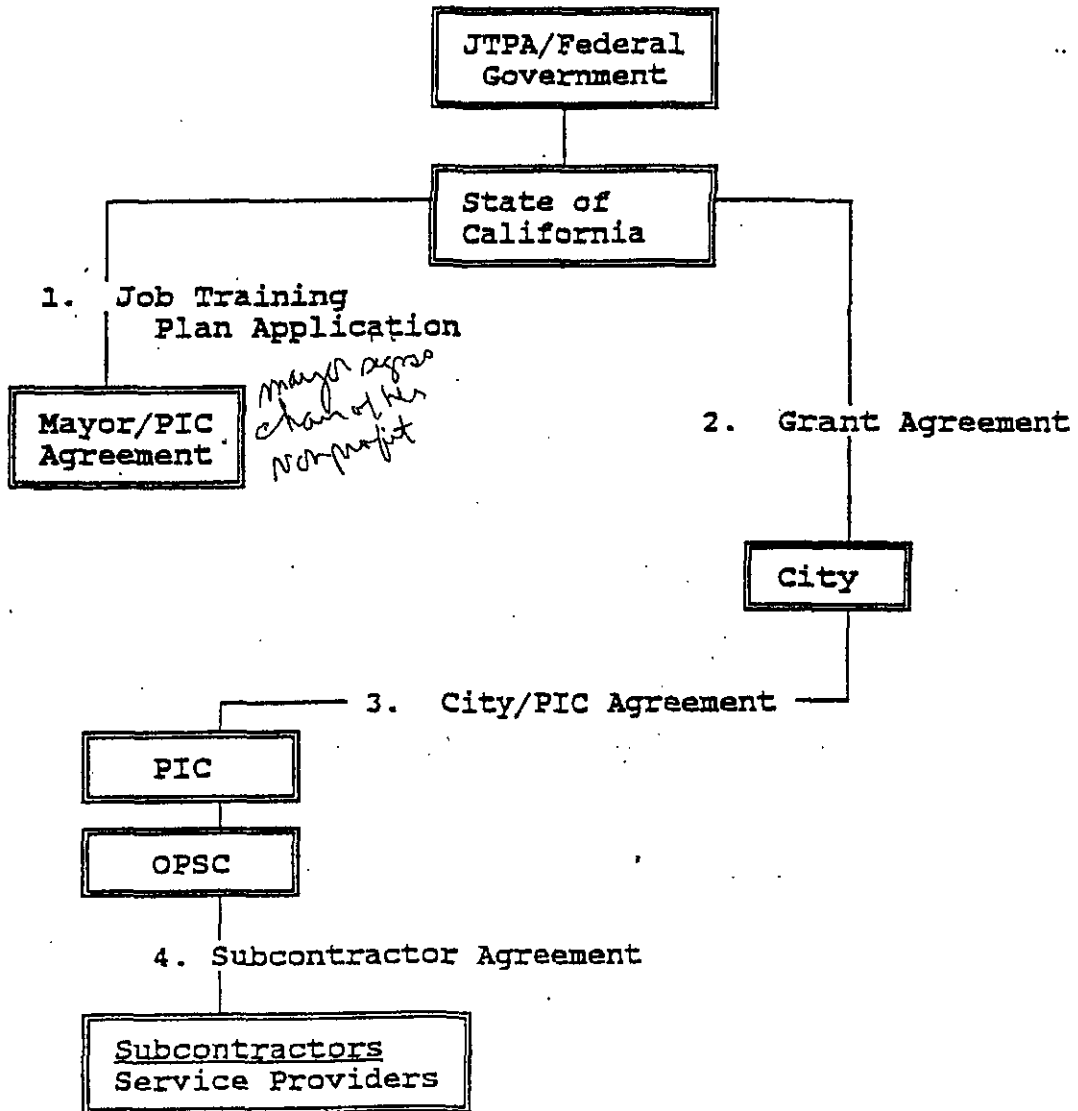 JTPA/Federal
Government
State of
California
1. Job Training
Plan Application
mayor signs
chair of the
nonprofit
Mayor/PIC
Agreement
2. Grant Agreement
City
3. City/PIC Agreement
PIC
OPSC
4. Subcontractor Agreement
Subcontractors
Service Providers